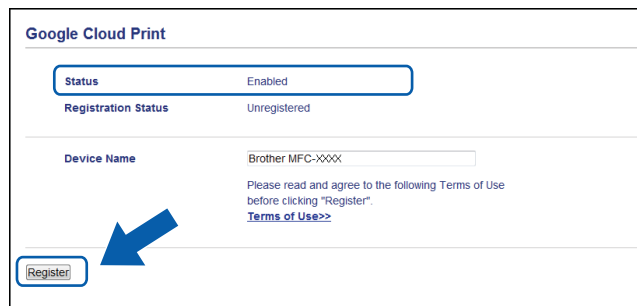 Google Cloud Print
Status Enabled
Registration Status Unregistered
Device Name Brother MFC-XXXX
Please read and agree to the following Terms of Use
before clicking "Register".
Terms of Use>>
Register